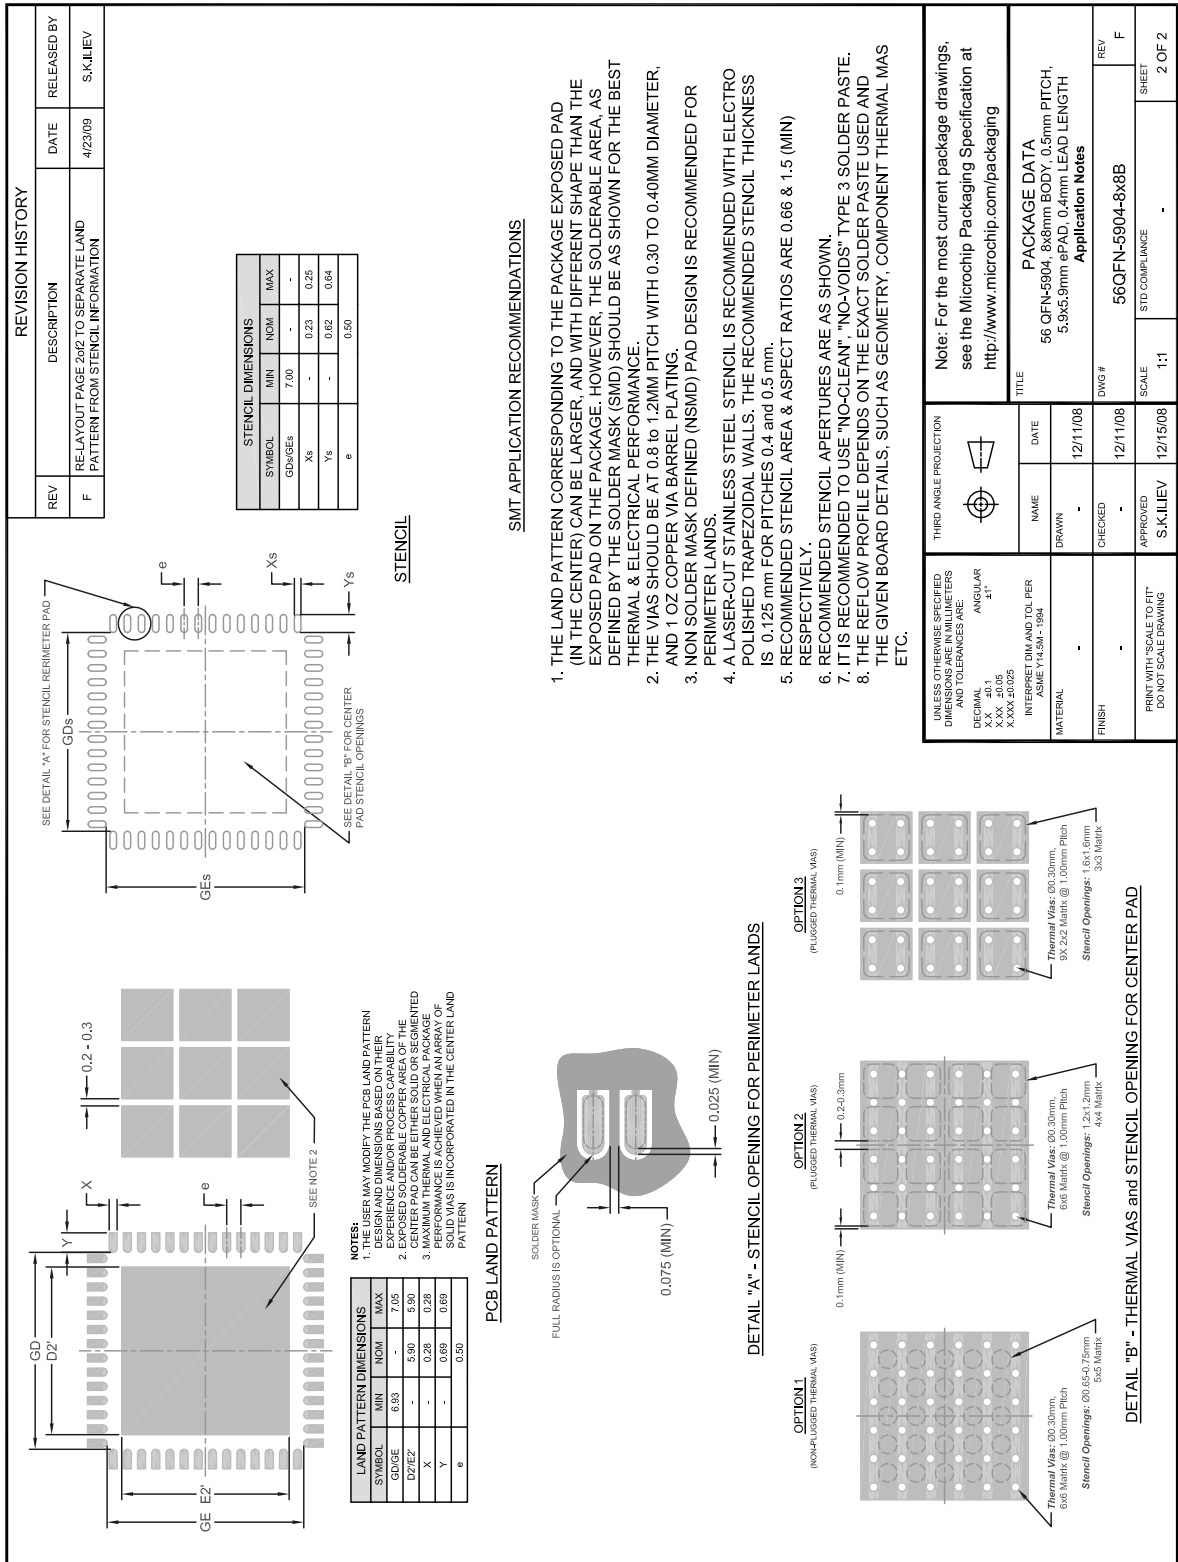 REVISION HISTORY
REV DESCRIPTION DATE RELEASED BY
F RE-LAYOUT PAGE 2of2 TO SEPARATE LAND PATTERN FROM STENCIL INFORMATION 4/23/09 S.K.ILIEV
GD
D2'
GE
E2'
Y
X
e
0.2 - 0.3
SEE NOTE 2
LAND PATTERN DIMENSIONS
SYMBOL MIN NOM MAX
GD/GE 6.93 - 7.05
D2'/E2' - 5.90 5.90
X - 0.28 0.28
Y - 0.69 0.69
e 0.50
NOTES:
1. THE USER MAY MODIFY THE PCB LAND PATTERN
DESIGN AND DIMENSIONS BASED ON THEIR
EXPERIENCE AND/OR PROCESS CAPABILITY
2. EXPOSED SOLDERABLE COPPER AREA OF THE
CENTER PAD CAN BE EITHER SOLID OR SEGMENTED
3. MAXIMUM THERMAL AND ELECTRICAL PACKAGE
PERFORMANCE IS ACHIEVED WHEN AN ARRAY OF
SOLID VIAS IS INCORPORATED IN THE CENTER LAND
PATTERN
PCB LAND PATTERN
SEE DETAIL "A" FOR STENCIL RERIMETER PAD
GDs
GEs
e
Xs
Ys
SEE DETAIL "B" FOR CENTER
PAD STENCIL OPENINGS
STENCIL DIMENSIONS
SYMBOL MIN NOM MAX
GDs/GEs 7.00 - -
Xs - 0.23 0.25
Ys - 0.62 0.64
e 0.50
STENCIL
SOLDER MASK
FULL RADIUS IS OPTIONAL
0.075 (MIN)
0.025 (MIN)
DETAIL "A" - STENCIL OPENING FOR PERIMETER LANDS
OPTION 1
(NON-PLUGGED THERMAL VIAS)
Thermal Vias: Ø0.30mm,
6x6 Matrix @ 1.00mm Pitch
Stencil Openings: Ø0.65-0.75mm
5x5 Matrix
OPTION 2
(PLUGGED THERMAL VIAS)
0.1mm (MIN)
0.2-0.3mm
Thermal Vias: Ø0.30mm,
6x6 Matrix @ 1.00mm Pitch
Stencil Openings: 1.2x1.2mm
4x4 Matrix
OPTION 3
(PLUGGED THERMAL VIAS)
0.1mm (MIN)
Thermal Vias: Ø0.30mm,
9X 2x2 Matrix @ 1.00mm Pitch
Stencil Openings: 1.6x1.6mm
3x3 Matrix
DETAIL "B" - THERMAL VIAS and STENCIL OPENING FOR CENTER PAD
SMT APPLICATION RECOMMENDATIONS
1. THE LAND PATTERN CORRESPONDING TO THE PACKAGE EXPOSED PAD
(IN THE CENTER) CAN BE LARGER, AND WITH DIFFERENT SHAPE THAN THE
EXPOSED PAD ON THE PACKAGE. HOWEVER, THE SOLDERABLE AREA, AS
DEFINED BY THE SOLDER MASK (SMD) SHOULD BE AS SHOWN FOR THE BEST
THERMAL & ELECTRICAL PERFORMANCE.
2. THE VIAS SHOULD BE AT 0.8 to 1.2MM PITCH WITH 0.30 TO 0.40MM DIAMETER,
AND 1 OZ COPPER VIA BARREL PLATING.
3. NON SOLDER MASK DEFINED (NSMD) PAD DESIGN IS RECOMMENDED FOR
PERIMETER LANDS.
4. A LASER-CUT STAINLESS STEEL STENCIL IS RECOMMENDED WITH ELECTRO
POLISHED TRAPEZOIDAL WALLS. THE RECOMMENDED STENCIL THICKNESS
IS 0.125 mm FOR PITCHES 0.4 and 0.5 mm.
5. RECOMMENDED STENCIL AREA & ASPECT RATIOS ARE 0.66 & 1.5 (MIN)
RESPECTIVELY.
6. RECOMMENDED STENCIL APERTURES ARE AS SHOWN.
7. IT IS RECOMMENDED TO USE "NO-CLEAN", "NO-VOIDS" TYPE 3 SOLDER PASTE.
8. THE REFLOW PROFILE DEPENDS ON THE EXACT SOLDER PASTE USED AND
THE GIVEN BOARD DETAILS, SUCH AS GEOMETRY, COMPONENT THERMAL MAS
ETC.
UNLESS OTHERWISE SPECIFIED
DIMENSIONS ARE IN MILLIMETERS
AND TOLERANCES ARE:
DECIMAL ANGULAR
X.X ±0.1 ±1°
X.XX ±0.05
X.XXX ±0.025
INTERPRET DIM AND TOL PER
ASME Y14.5M - 1994
MATERIAL
-
FINISH
-
PRINT WITH "SCALE TO FIT"
DO NOT SCALE DRAWING
THIRD ANGLE PROJECTION
NAME DATE
DRAWN
- 12/11/08
CHECKED
- 12/11/08
APPROVED
S.K.ILIEV 12/15/08
Note: For the most current package drawings,
see the Microchip Packaging Specification at
http://www.microchip.com/packaging
TITLE
PACKAGE DATA
56 QFN-5904, 8x8mm BODY, 0.5mm PITCH,
5.9x5.9mm ePAD, 0.4mm LEAD LENGTH
Application Notes
DWG # REV
56QFN-5904-8x8B F
SCALE STD COMPLIANCE SHEET
1:1 - 2 OF 2